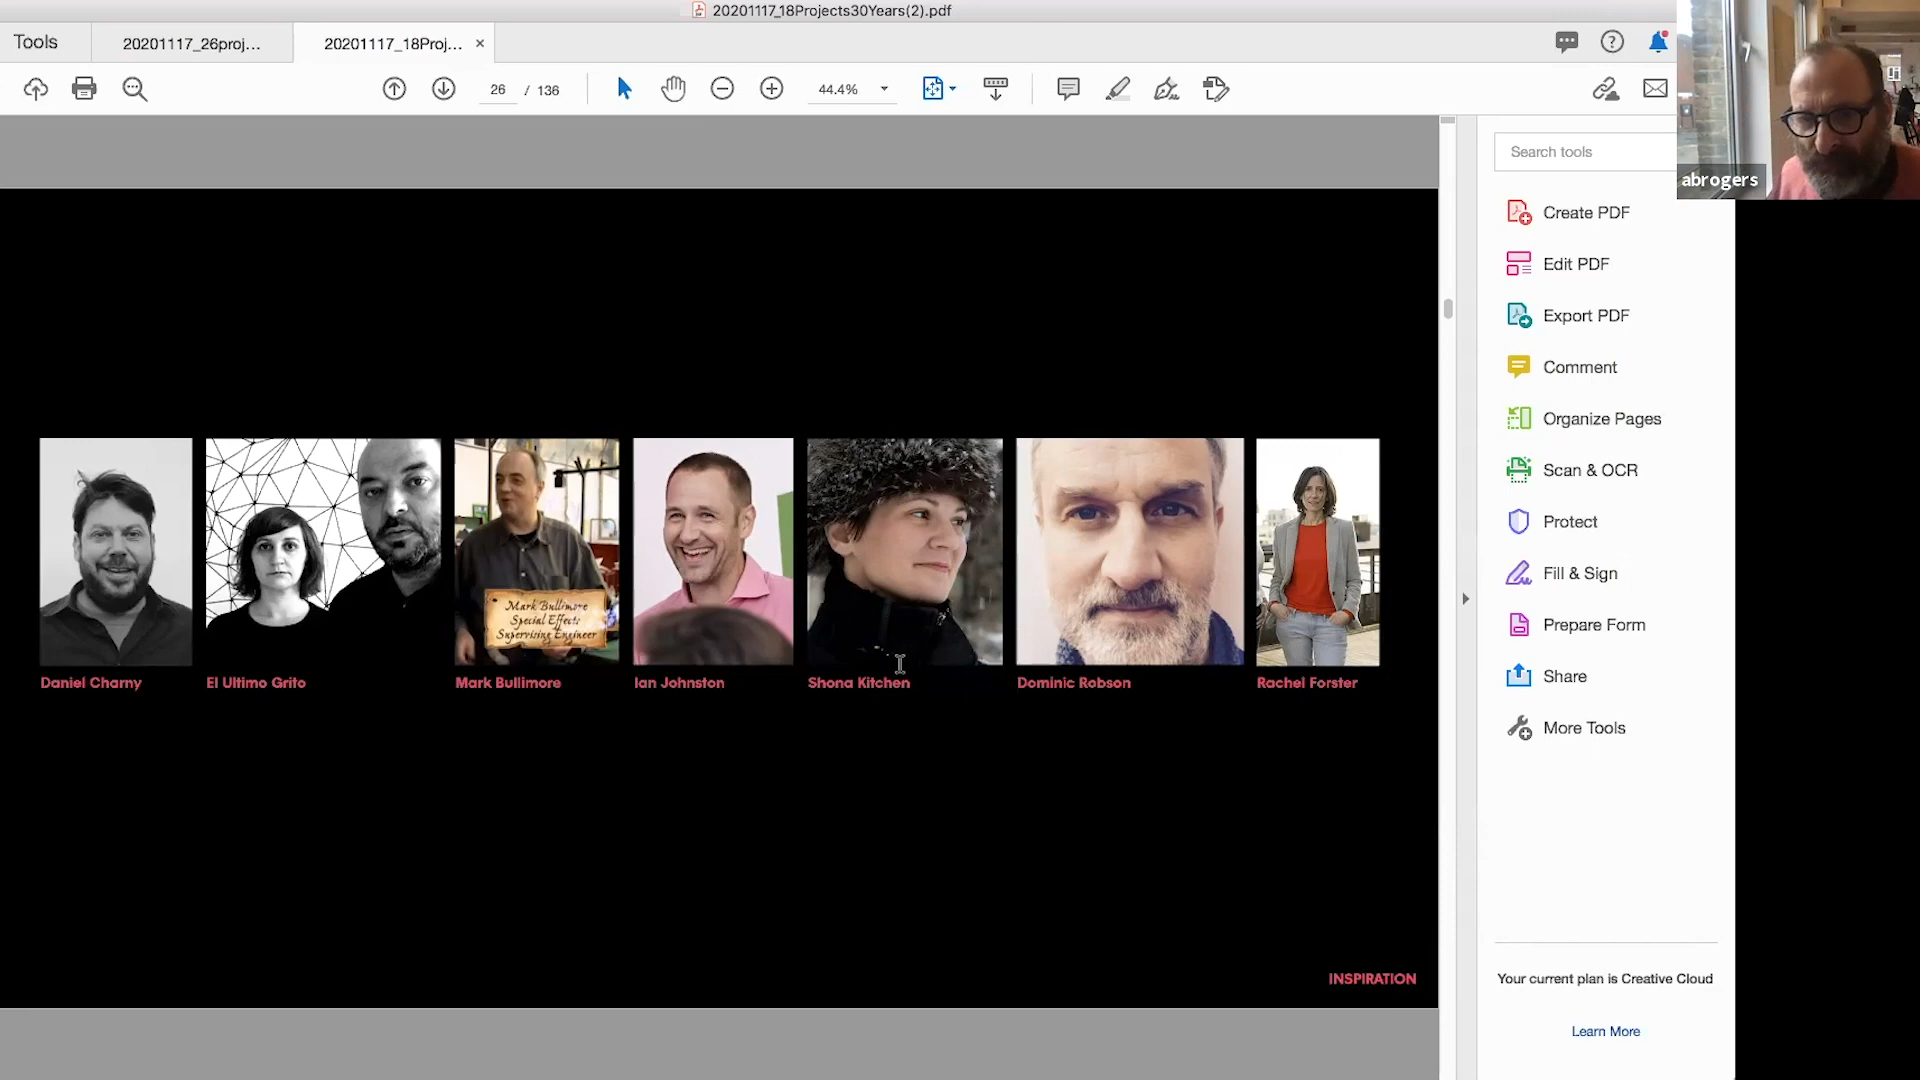 20201117_18Projects30Years(2).pdf
Tools
20201117_26proj...
20201117_18Proj...
26 / 136
44.4%
abrogers
Search tools
Create PDF
Edit PDF
Export PDF
Comment
Organize Pages
Scan & OCR
Protect
Fill & Sign
Prepare Form
Share
More Tools
Mark Bullimore
Special Effects
Supervising Engineer
Daniel Charny
El Ultimo Grito
Mark Bullimore
Ian Johnston
Shona Kitchen
Dominic Robson
Rachel Forster
INSPIRATION
Your current plan is Creative Cloud
Learn More